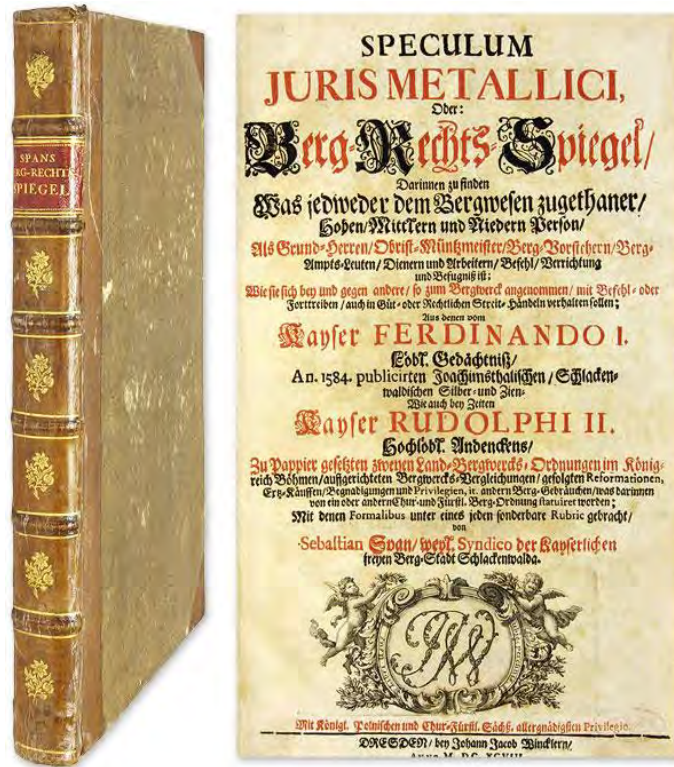 SPANS
BERG-RECHTS
SPIEGEL
SPECULUM
JURIS METALLICI,
Oder:
Berg-Rechts-Spiegel/
Darinnen zu finden
Was jedweder dem Bergwesen zugethaner/
Hohen/Mittlern und Niedern Person/
Als Grund-Herren/Obrist-Müntzmeister/Berg-Vorstehern/Berg-
Ampts-Leuten/Dienern und Arbeitern/Befehl/Verrichtung
und Befugniß ist:
Wie sie sich bey und gegen andere/so zum Bergwerck angenommen/mit Befehl- oder
Forttreiben/auch in Güt- oder Rechtlichen Streit-Händeln verhalten sollen;
Aus denen vom
Kayser FERDINANDO I.
Löbl. Gedächtniß/
An. 1584. publicirten Joachimsthalischen/Schlacken-
waldischen Silber- und Zien-
Wie auch bey Zeiten
Kayser RUDOLPHI II.
Hochlöbl. Andenckens/
Zu Pappier gesetzten zweyen Land-Bergwercks-Ordnungen im König-
reich Böhmen/auffgerichteten Bergwercks-Vergleichungen/gefolgten Reformationen,
Ertz-Käuffen/Begnadigungen und Privilegien, it. andern Berg-Gebräuchen/was darinnen
von ein oder andern Chur- und Fürstl. Berg-Ordnung statuiret worden;
Mit denen Formalibus unter eines jeden sonderbare Rubric gebracht/
von
Sebastian Span/weyl. Syndico der Kayserlichen
freyen Berg-Stadt Schlackenwalda.
Mit Königl. Polnischen und Chur-Fürstl. Sächß. allergnädigsten Privilegio.
DRESDEN/bey Johann Jacob Wincklern/
Anno M DC XCVIII.